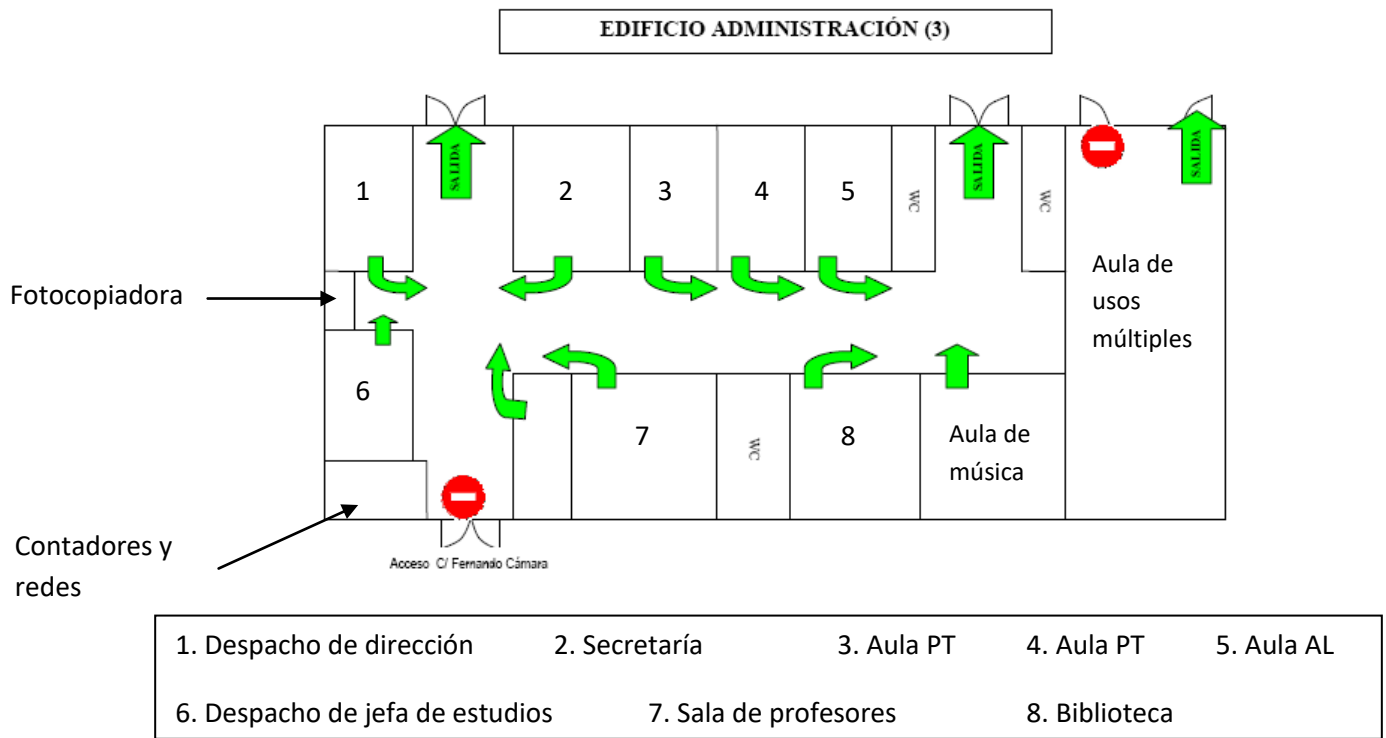 EDIFICIO ADMINISTRACIÓN (3)
SALIDA
SALIDA
SALIDA
1
2
3
4
5
WC
WC
Aula de
usos
múltiples
Fotocopiadora
6
7
WC
8
Aula de
música
Contadores y
redes
Acceso C/ Fernando Cámara
1. Despacho de dirección 2. Secretaría 3. Aula PT 4. Aula PT 5. Aula AL
6. Despacho de jefa de estudios 7. Sala de profesores 8. Biblioteca